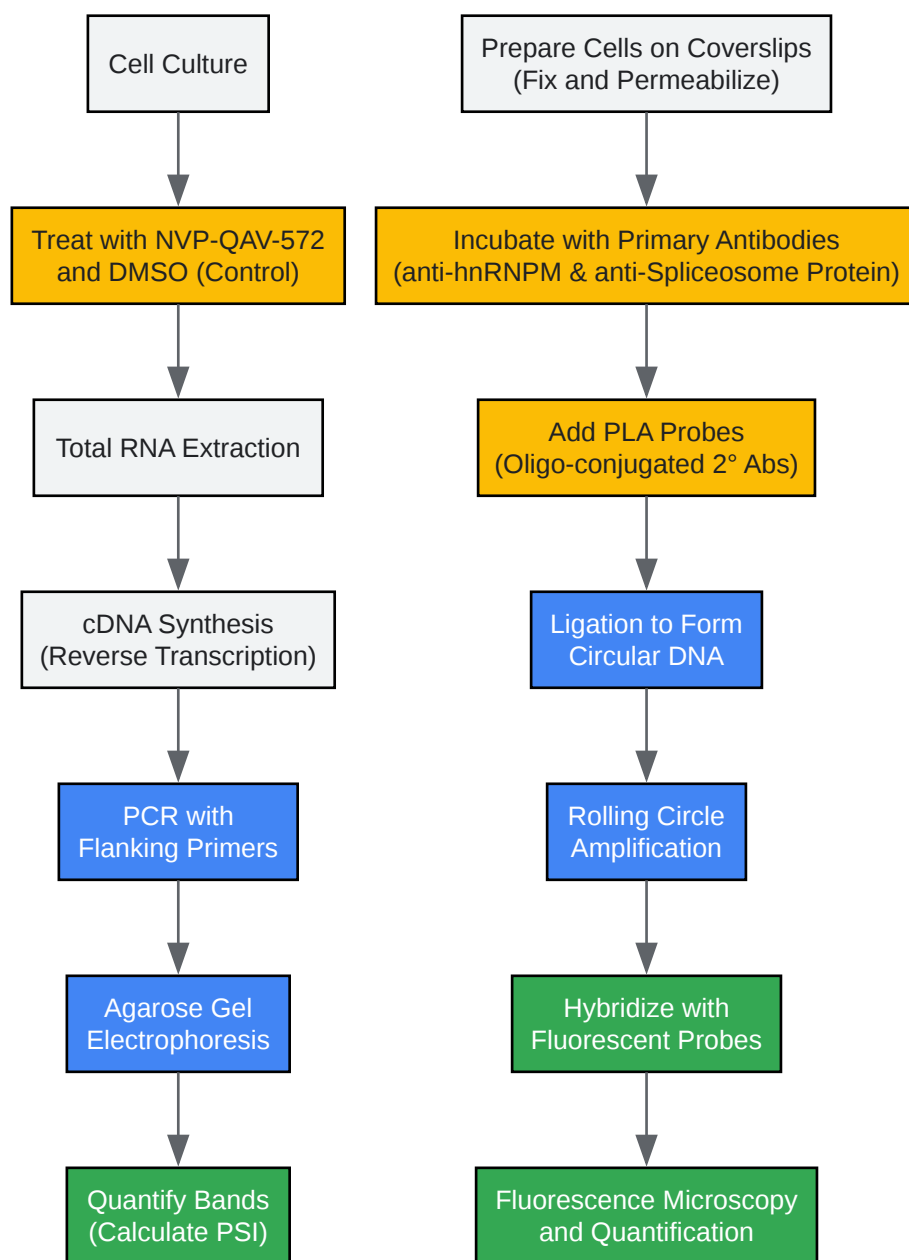 Cell Culture
Treat with NVP-QAV-572
and DMSO (Control)
Total RNA Extraction
cDNA Synthesis
(Reverse Transcription)
PCR with
Flanking Primers
Agarose Gel
Electrophoresis
Quantify Bands
(Calculate PSI)
Prepare Cells on Coverslips
(Fix and Permeabilize)
Incubate with Primary Antibodies
(anti-hnRNPM & anti-Spliceosome Protein)
Add PLA Probes
(Oligo-conjugated 2° Abs)
Ligation to Form
Circular DNA
Rolling Circle
Amplification
Hybridize with
Fluorescent Probes
Fluorescence Microscopy
and Quantification